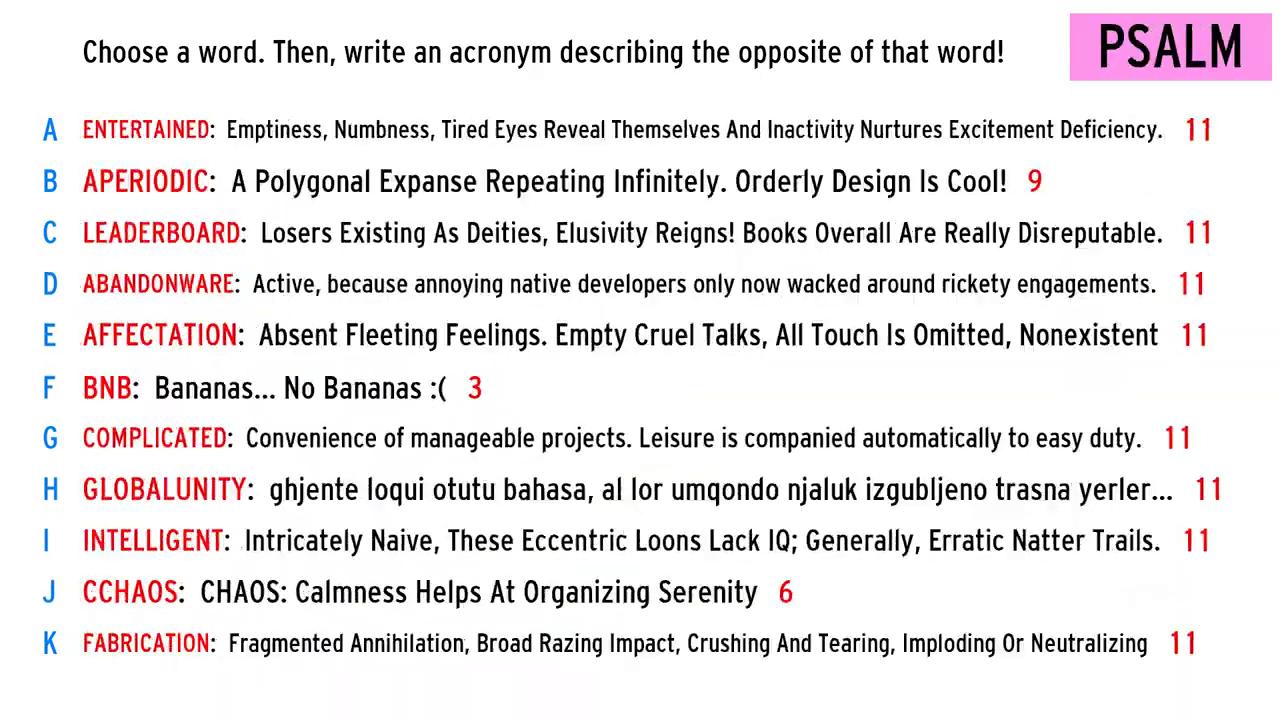 Choose a word. Then, write an acronym describing the opposite of that word!
PSALM
A ENTERTAINED: Emptiness, Numbness, Tired Eyes Reveal Themselves And Inactivity Nurtures Excitement Deficiency. 11
B APERIODIC: A Polygonal Expanse Repeating Infinitely. Orderly Design Is Cool! 9
C LEADERBOARD: Losers Existing As Deities, Elusivity Reigns! Books Overall Are Really Disreputable. 11
D ABANDONWARE: Active, because annoying native developers only now wacked around rickety engagements. 11
E AFFECTATION: Absent Fleeting Feelings. Empty Cruel Talks, All Touch Is Omitted, Nonexistent 11
F BNB: Bananas... No Bananas :( 3
G COMPLICATED: Convenience of manageable projects. Leisure is companied automatically to easy duty. 11
H GLOBALUNITY: ghjente loqui otutu bahasa, al lor umqondo njaluk izgubljeno trasna yerler... 11
I INTELLIGENT: Intricately Naive, These Eccentric Loons Lack IQ; Generally, Erratic Natter Trails. 11
J CCHAOS: CHAOS: Calmness Helps At Organizing Serenity 6
K FABRICATION: Fragmented Annihilation, Broad Razing Impact, Crushing And Tearing, Imploding Or Neutralizing 11